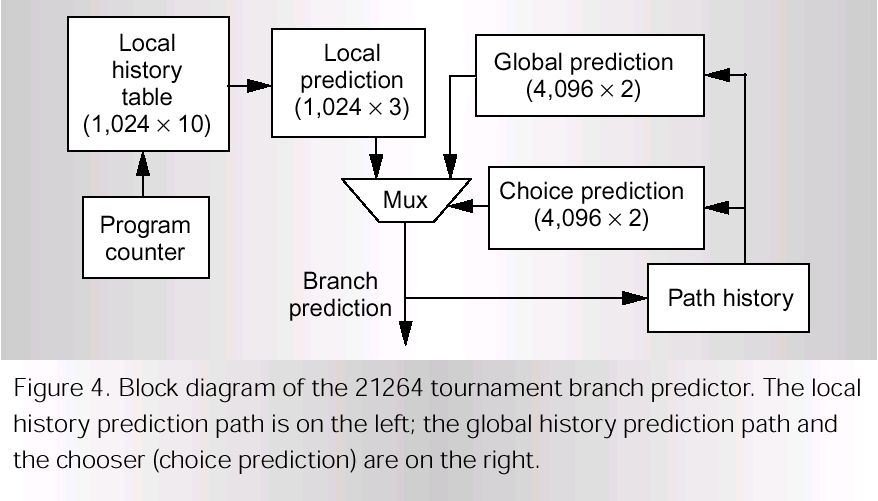 Local
history
table
(1,024 × 10)
Local
prediction
(1,024 × 3)
Global prediction
(4,096 × 2)
Mux
Choice prediction
(4,096 × 2)
Program
counter
Branch
prediction
Path history
Figure 4. Block diagram of the 21264 tournament branch predictor. The local
history prediction path is on the left; the global history prediction path and
the chooser (choice prediction) are on the right.